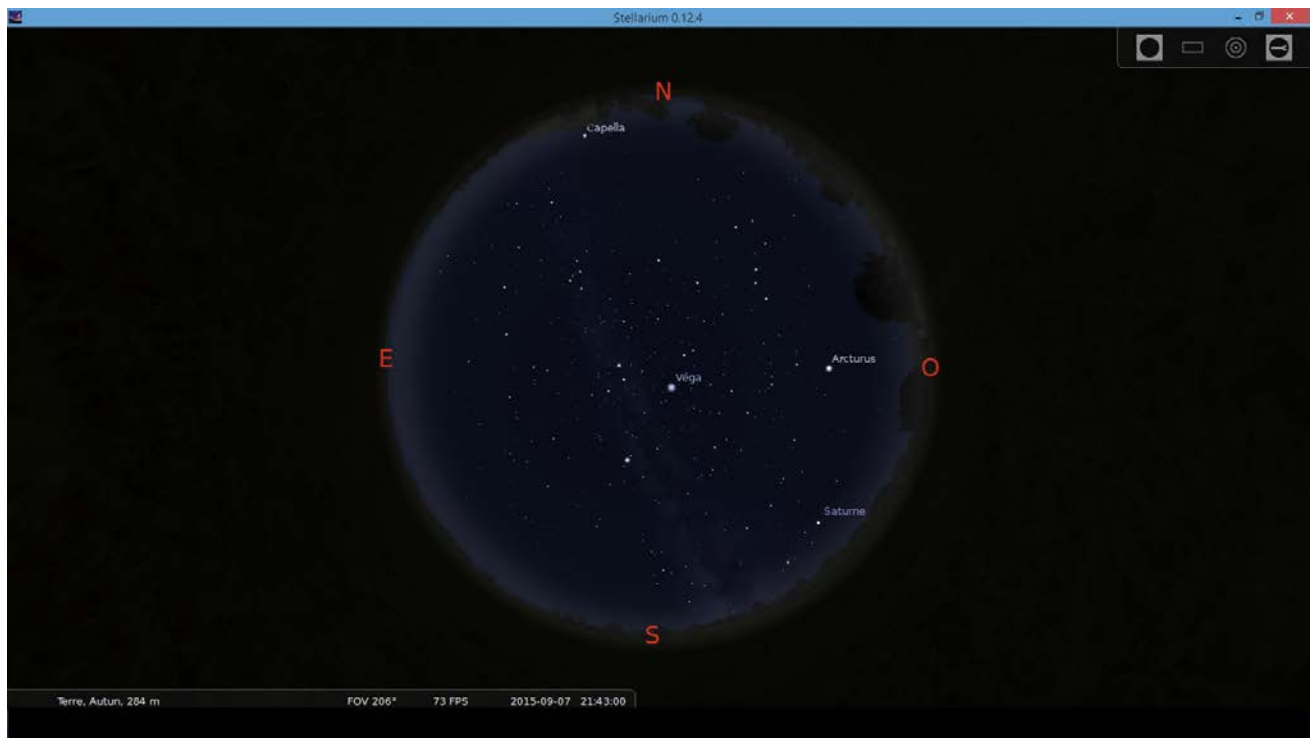 Stellarium 0.12.4
N
Capella
E
Arcturus
O
Véga
Saturne
S
Terre, Autun, 284 m FOV 206° 73 FPS 2015-09-07 21:43:00